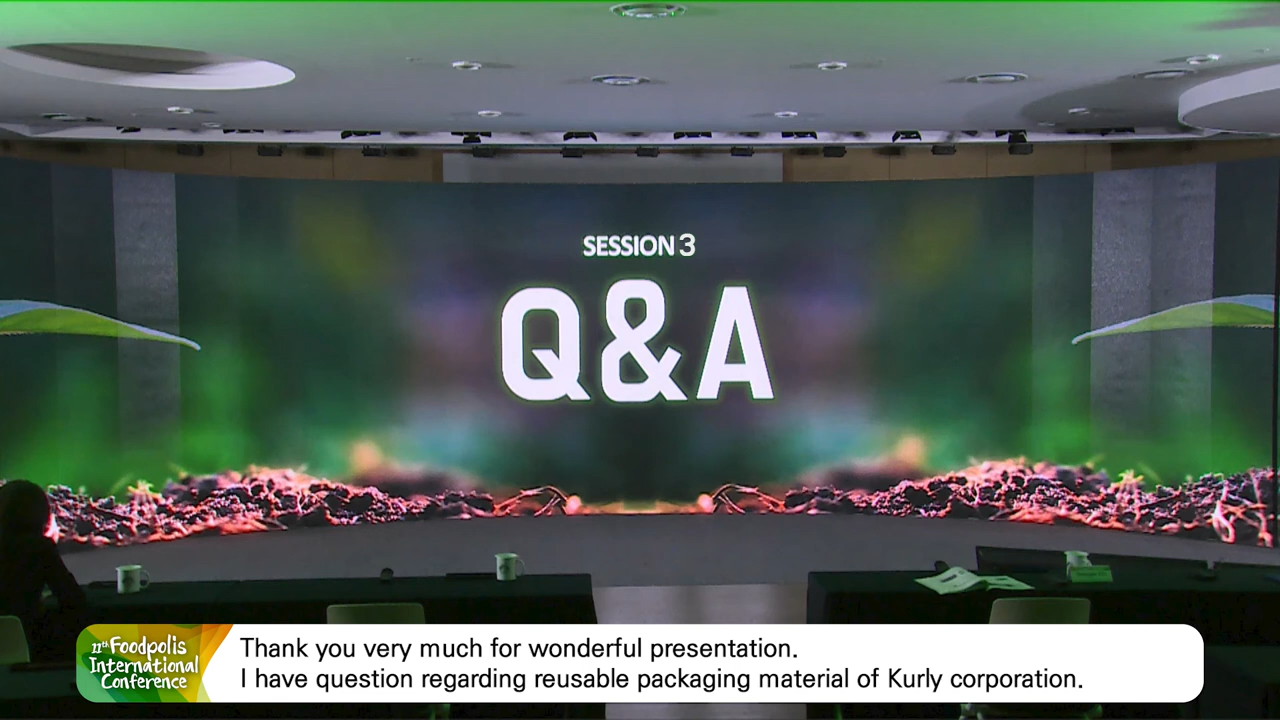 SESSION 3
Q&A
11th Foodpolis
International
Conference
Thank you very much for wonderful presentation.
I have question regarding reusable packaging material of Kurly corporation.